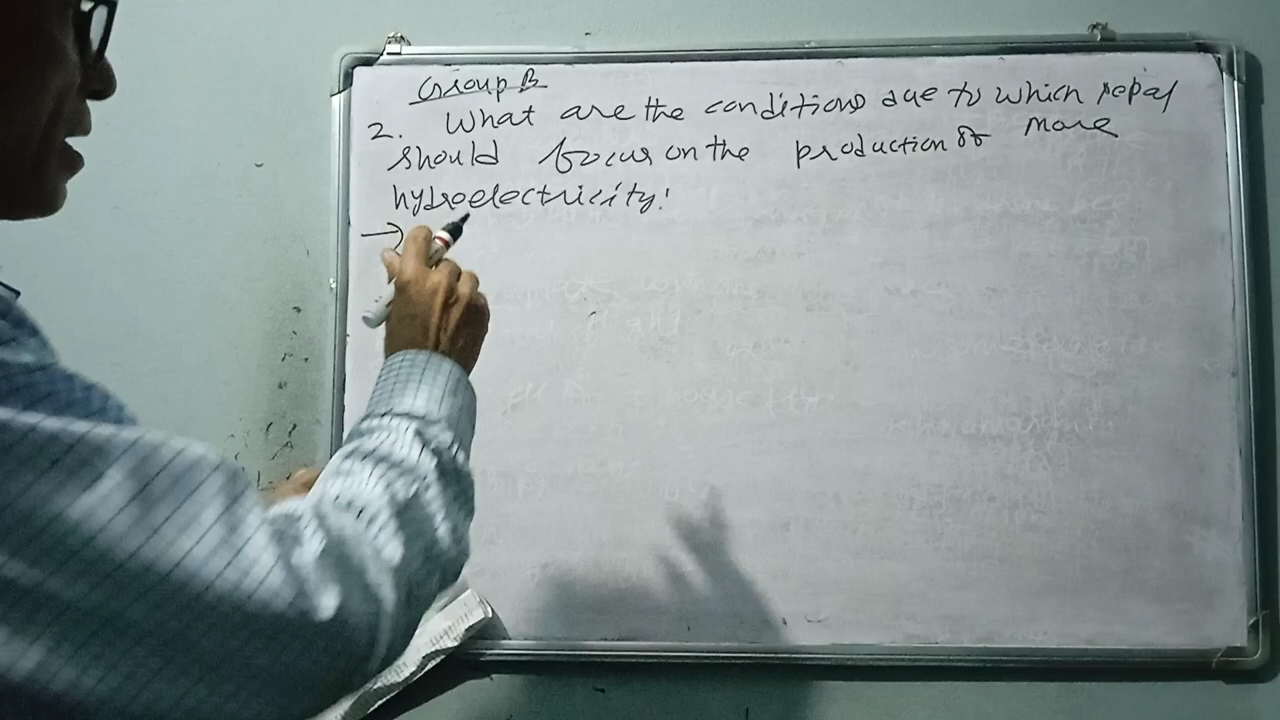 Group B
2. What are the conditions due to which Nepal
should focus on the production of more
hydroelectricity!
→